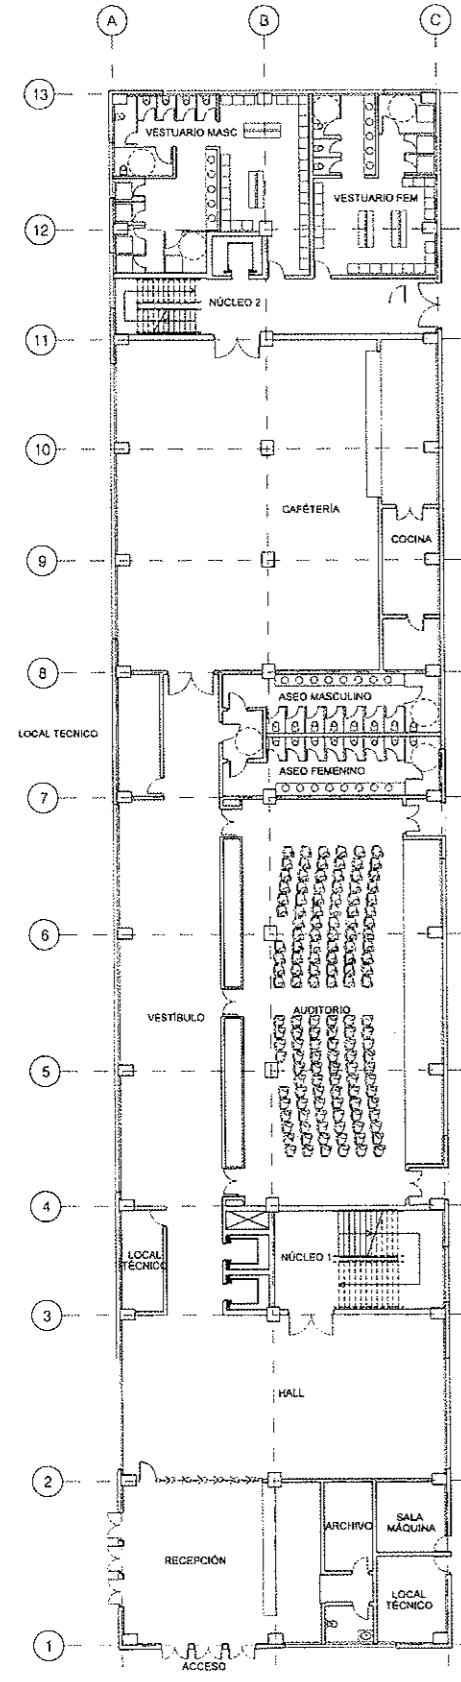 A
B
C
13
VESTUARIO MASC
VESTUARIO FEM
12
NÚCLEO 2
11
10
CAFÉTERÍA
COCINA
9
8
ASEO MASCULINO
LOCAL TECNICO
ASEO FEMENINO
7
6
AUDITORIO
VESTÍBULO
5
4
LOCAL
TÉCNICO
NÚCLEO 1
3
HALL
2
ARCHIVO
SALA
MÁQUINA
RECEPCIÓN
LOCAL
TÉCNICO
1
ACCESO